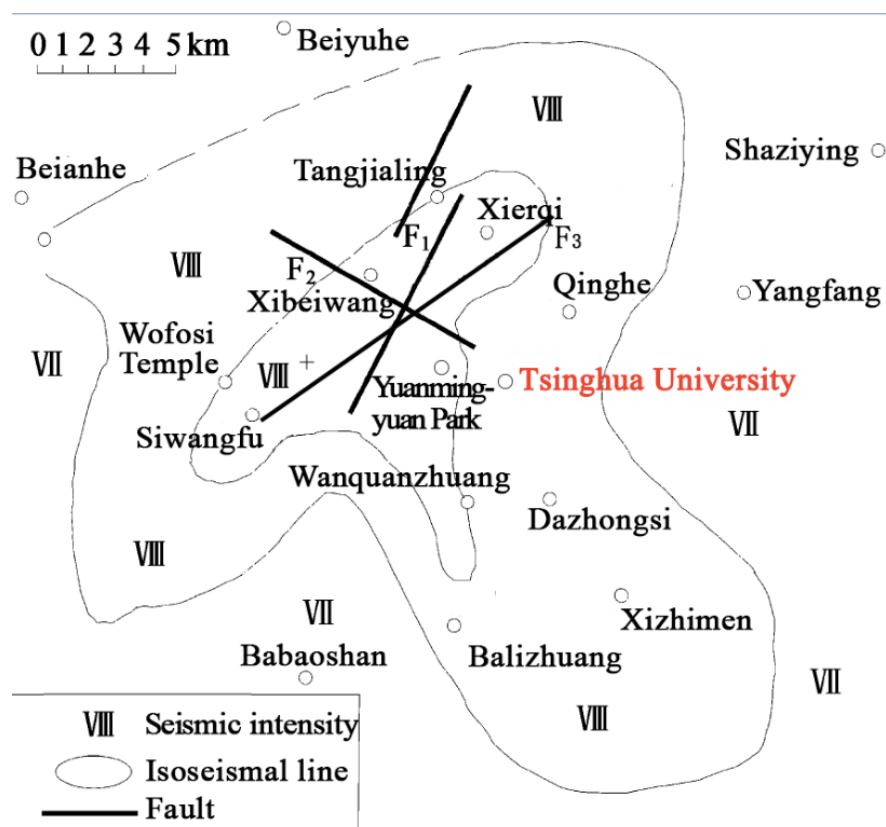 0 1 2 3 4 5 km
Beiyuhe
Ⅷ
Shaziying
Beianhe
Tangjialing
Xierqi
F1
F3
Ⅷ
F2
Xibeiwang
Qinghe
Yangfang
Wofosi
Temple
Ⅶ
Ⅷ
Yuanming-
yuan Park
Tsinghua University
Siwangfu
Ⅶ
Wanquanzhuang
Dazhongsi
Ⅷ
Ⅶ
Xizhimen
Babaoshan
Balizhuang
Ⅶ
Ⅷ
Ⅷ Seismic intensity
Isoseismal line
Fault